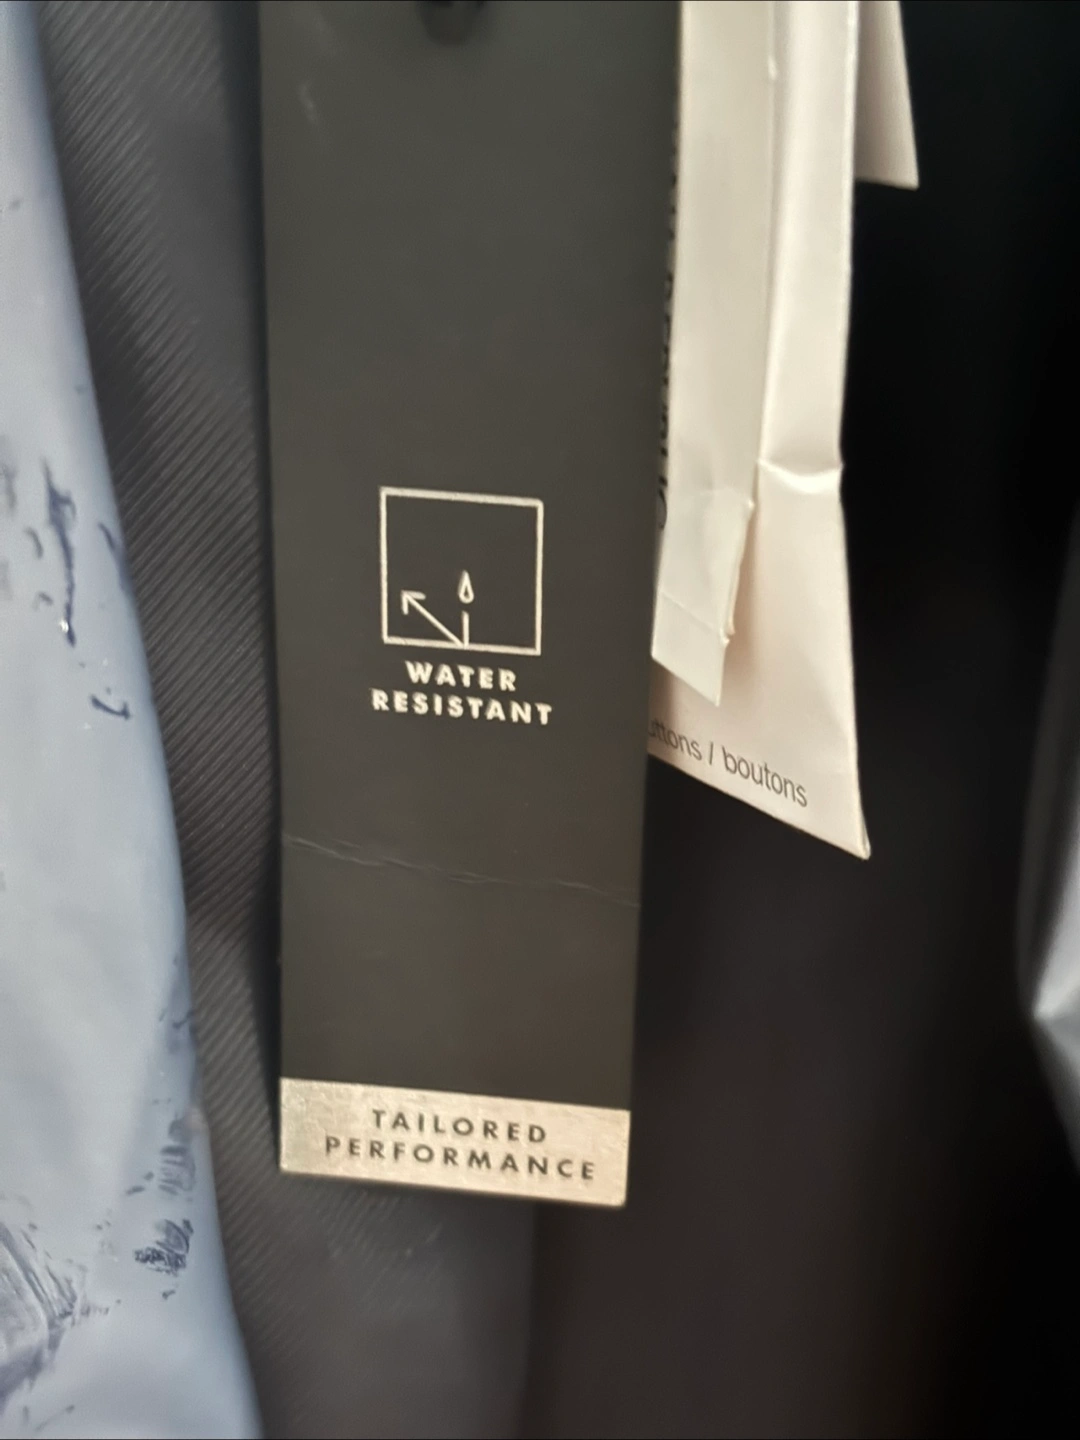 WATER
RESISTANT
TAILORED
PERFORMANCE
/ boutons